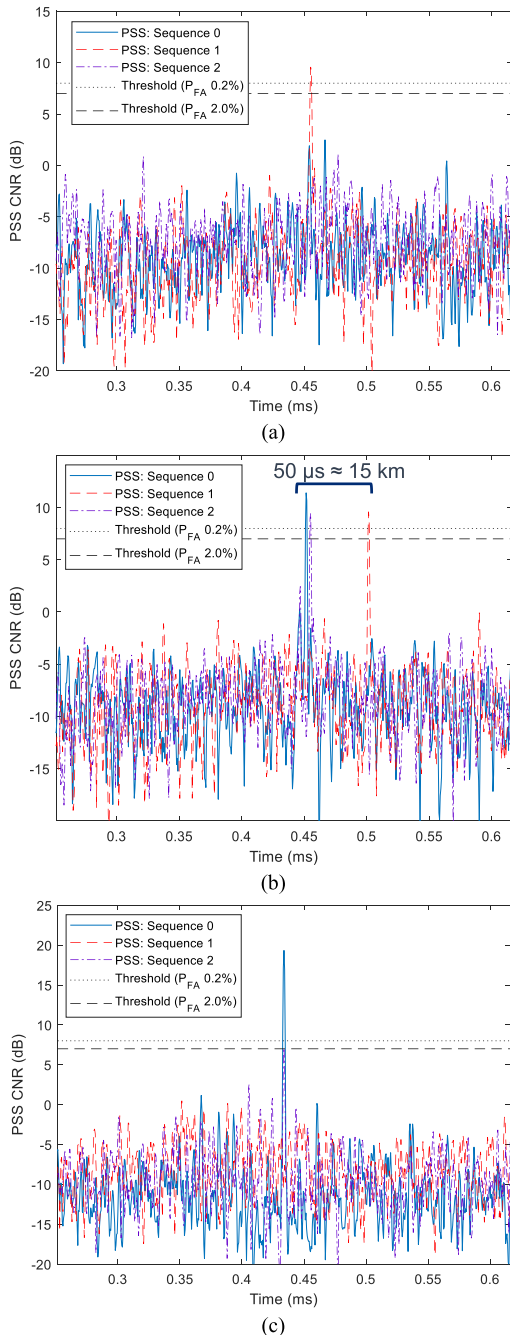 15
10
5
0
-5
-10
-15
-20
PSS CNR (dB)
PSS: Sequence 0
PSS: Sequence 1
PSS: Sequence 2
Threshold (P_FA 0.2%)
Threshold (P_FA 2.0%)
0.3 0.35 0.4 0.45 0.5 0.55 0.6
Time (ms)
(a)
50 µs ≈ 15 km
10
5
0
-5
-10
-15
PSS CNR (dB)
PSS: Sequence 0
PSS: Sequence 1
PSS: Sequence 2
Threshold (P_FA 0.2%)
Threshold (P_FA 2.0%)
0.3 0.35 0.4 0.45 0.5 0.55 0.6
Time (ms)
(b)
25
20
15
10
5
0
-5
-10
-15
-20
PSS CNR (dB)
PSS: Sequence 0
PSS: Sequence 1
PSS: Sequence 2
Threshold (P_FA 0.2%)
Threshold (P_FA 2.0%)
0.3 0.35 0.4 0.45 0.5 0.55 0.6
Time (ms)
(c)